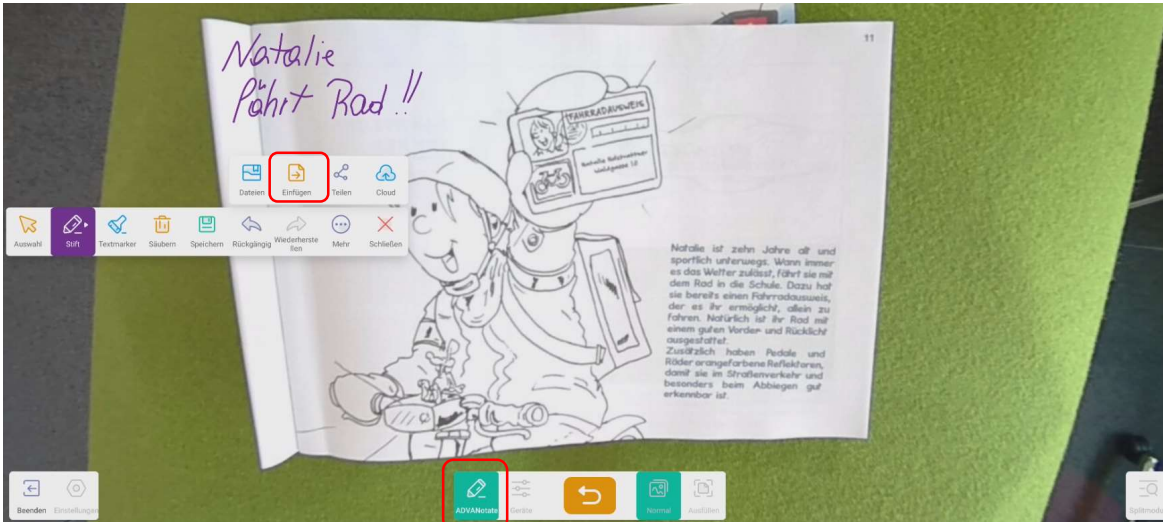 11
Natalie
fährt Rad!!
FAHRRADAUSWEIS
Dateien
Einfügen
Teilen
Cloud
Auswahl
Stift
Textmarker
Säubern
Speichern
Rückgängig
Wiederherste
llen
Mehr
Schließen
Natalie ist zehn Jahre alt und
sportlich unterwegs. Wann immer
es das Wetter zulässt, fährt sie mit
dem Rad in die Schule. Dazu hat
sie bereits einen Fahrradausweis,
der es ihr ermöglicht, allein zu
fahren. Natürlich ist ihr Rad mit
einem guten Vorder- und Rücklicht
ausgestattet.
Zusätzlich haben Pedale und
Räder orangefarbene Reflektoren,
damit sie im Straßenverkehr und
besonders beim Abbiegen gut
erkennbar ist.
Beenden
Einstellungen
ADVANotate
Geräte
Normal
Ausfüllen
Splitmodu